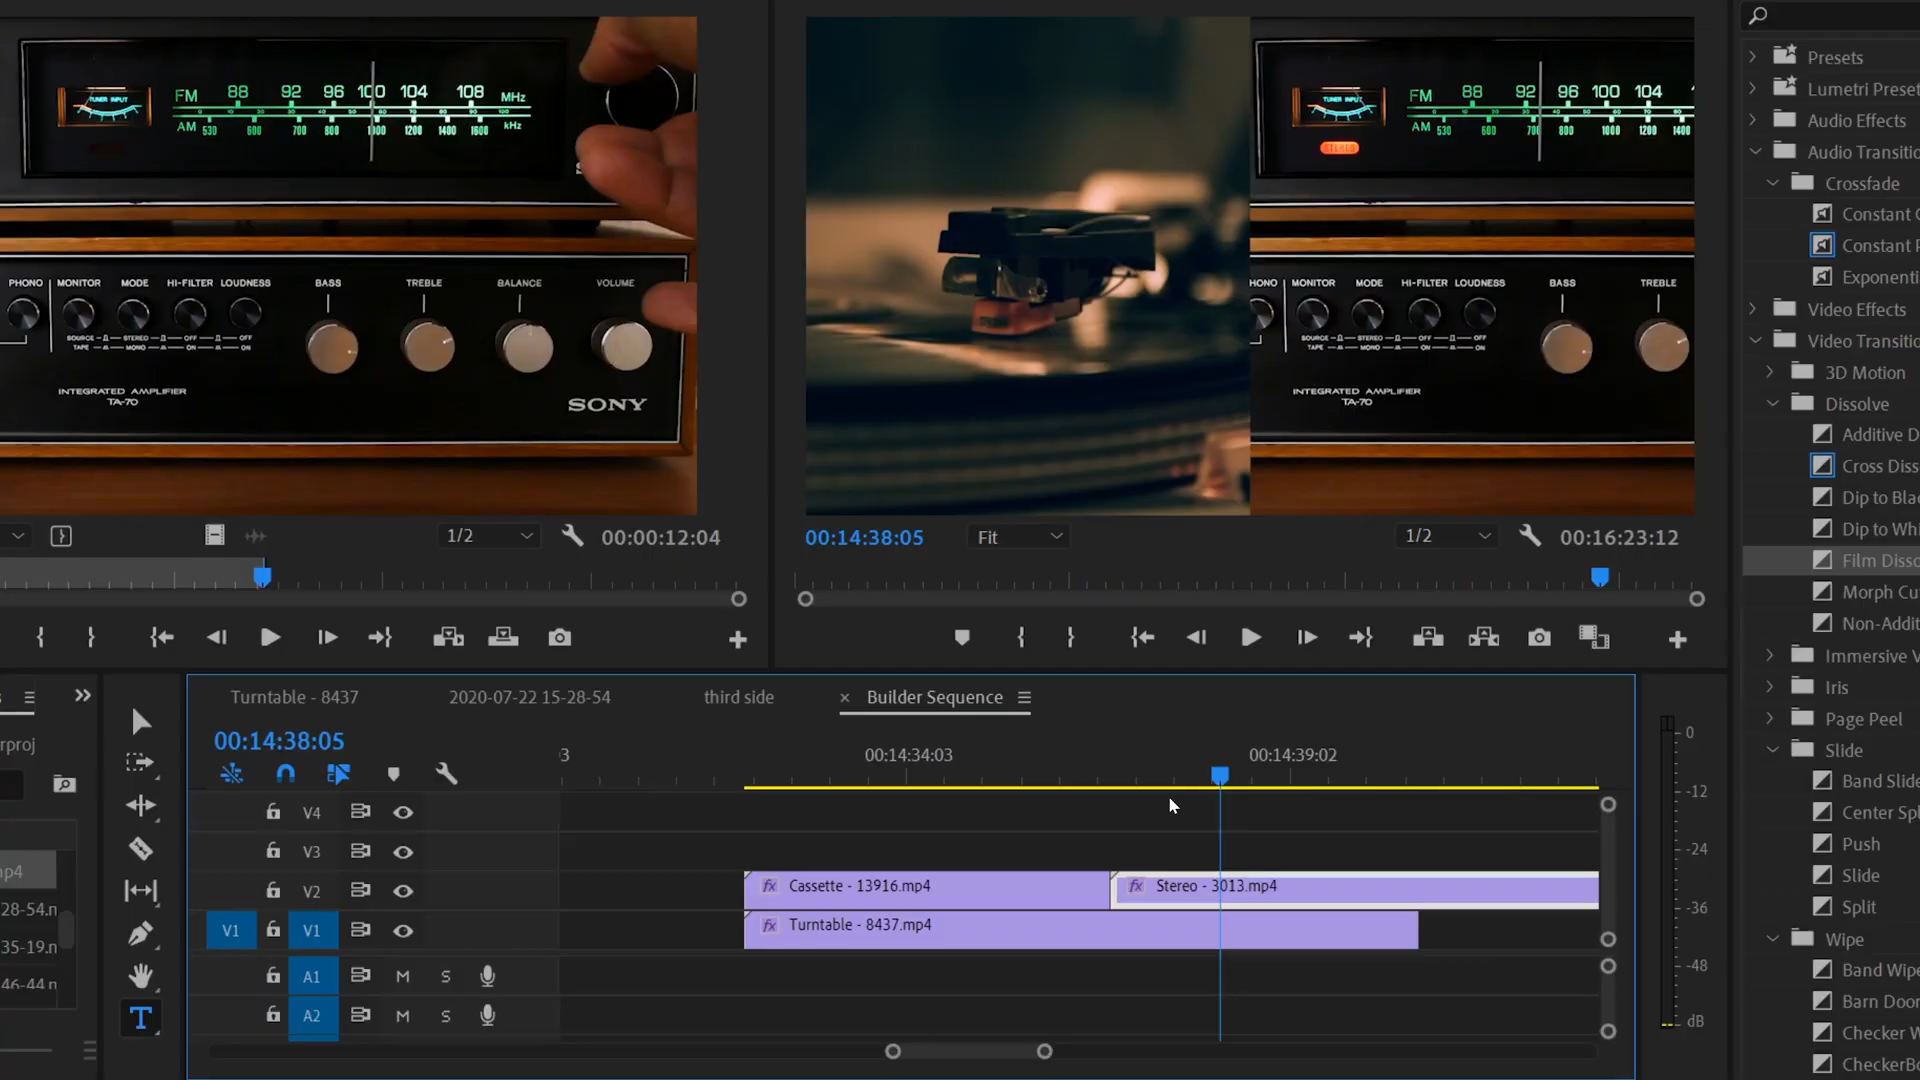 TUNER INPUT
FM 88 92 96 100 104 108 MHz
AM 530 600 700 800 1000 1200 1400 1600 kHz
PHONO MONITOR MODE HI-FILTER LOUDNESS BASS TREBLE BALANCE VOLUME
SOURCE STEREO OFF OFF
TAPE MONO ON ON
INTEGRATED AMPLIFIER
TA-70
SONY
TUNER INPUT
STEREO
FM 88 92 96 100 104
AM 530 600 700 800 1000 1200 1400
HONO MONITOR MODE HI-FILTER LOUDNESS BASS TREBLE
SOURCE STEREO OFF OFF
TAPE MONO ON ON
INTEGRATED AMPLIFIER
TA-70
1/2 00:00:12:04
00:14:38:05 Fit 1/2 00:16:23:12
Presets
Lumetri Preset
Audio Effects
Audio Transitio
Crossfade
Constant G
Constant P
Exponenti
Video Effects
Video Transitio
3D Motion
Dissolve
Additive D
Cross Diss
Dip to Bla
Dip to Whi
Film Disso
Morph Cu
Non-Addit
Immersive V
Iris
Page Peel
Slide
Band Slide
Center Spl
Push
Slide
Split
Wipe
Band Wipe
Barn Door
Checker W
CheckerBo
rproj
mp4
28-54.n
35-19.n
46-44 n
Turntable - 8437 2020-07-22 15-28-54 third side × Builder Sequence
00:14:38:05
3 00:14:34:03 00:14:39:02
V4
V3
V2 fx Cassette - 13916.mp4 fx Stereo - 3013.mp4
V1 V1 fx Turntable - 8437.mp4
A1 M S
A2 M S
T
0
-12
-24
-36
-48
dB